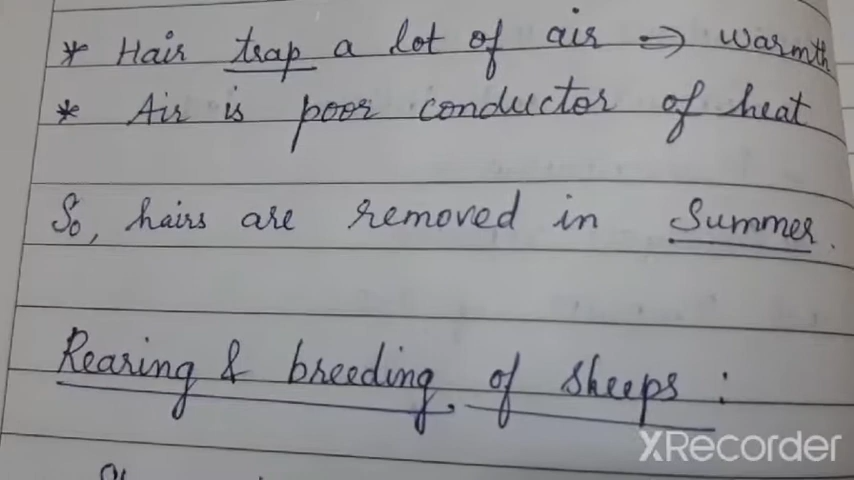 * Hair trap a lot of air ⇒ warmth
* Air is poor conductor of heat
So, hairs are removed in Summer.
Rearing & breeding of sheeps :
XRecorder